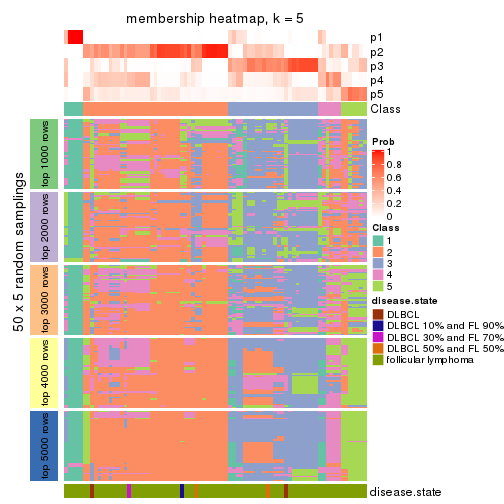 membership heatmap, k = 5
p1
p2
p3
p4
p5
Class
50 x 5 random samplings
top 1000 rows
top 2000 rows
top 3000 rows
top 4000 rows
top 5000 rows
Prob
1
0.8
0.6
0.4
0.2
0
Class
1
2
3
4
5
disease.state
DLBCL
DLBCL 10% and FL 90%
DLBCL 30% and FL 70%
DLBCL 50% and FL 50%
follicular lymphoma
disease.state